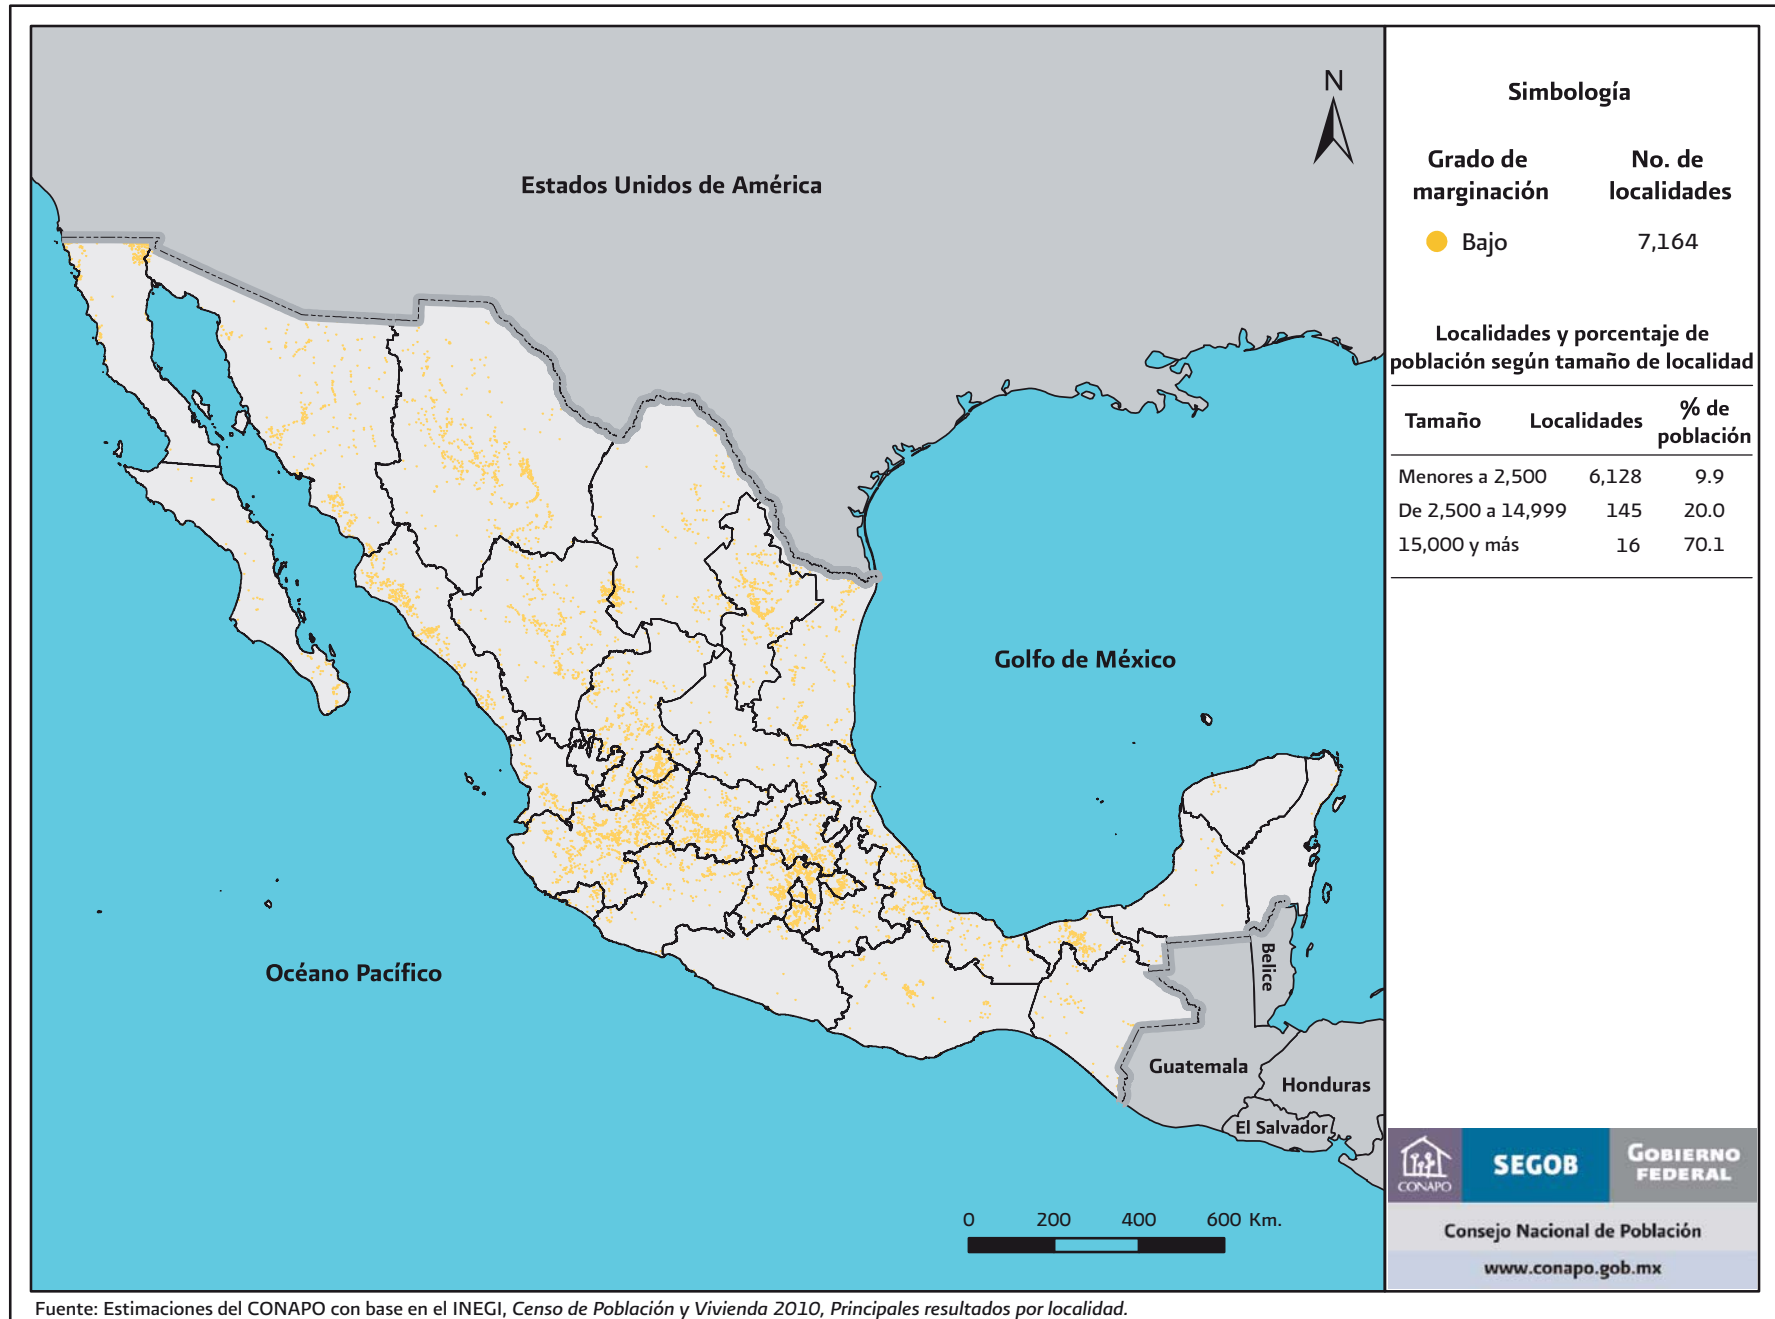 N
Estados Unidos de América
Golfo de México
Océano Pacífico
Belice
Guatemala
Honduras
El Salvador
0 200 400 600 Km.
Simbología
Grado de marginación
No. de localidades
Bajo 7,164
Localidades y porcentaje de
población según tamaño de localidad
Tamaño Localidades % de población
Menores a 2,500 6,128 9.9
De 2,500 a 14,999 145 20.0
15,000 y más 16 70.1
CONAPO
SEGOB
GOBIERNO
FEDERAL
Consejo Nacional de Población
www.conapo.gob.mx
Fuente: Estimaciones del CONAPO con base en el INEGI, Censo de Población y Vivienda 2010, Principales resultados por localidad.